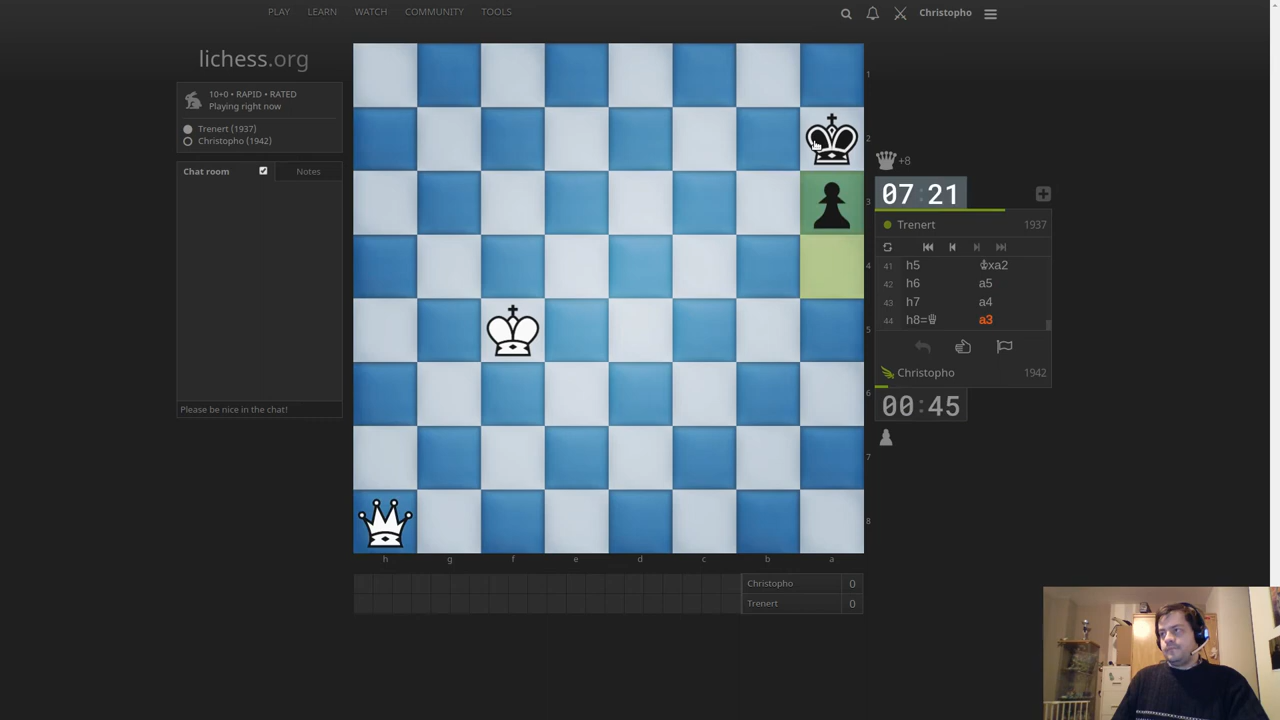 PLAY LEARN WATCH COMMUNITY TOOLS Christopho
lichess.org
10+0 • RAPID • RATED
Playing right now
Trenert (1937)
Christopho (1942)
Chat room Notes
Please be nice in the chat!
1
2
3
4
5
6
7
8
h g f e d c b a
+8
07:21
Trenert 1937
41 h5 ♚xa2
42 h6 a5
43 h7 a4
44 h8=♛ a3
Christopho 1942
00:45
Christopho 0
Trenert 0